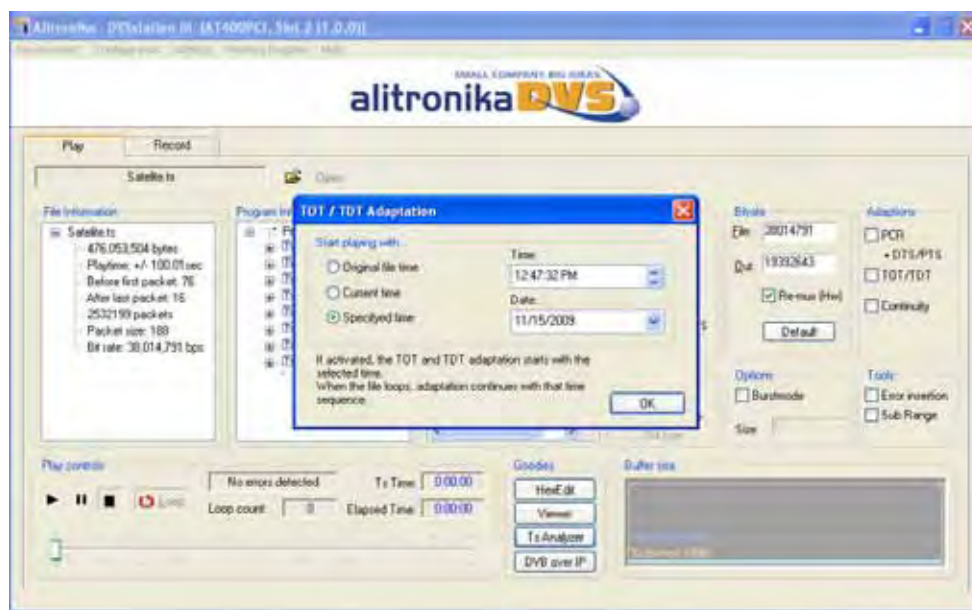 Alitronika DVStation III: (AT400PCI, Slot 2 (1.0.0))
SMALL COMPANY BIG IDEAS
alitronika DVS
Play
Record
Satelite.ts
Open
File Information
Satelite.ts
476,053,504 bytes
Playtime: +/- 100.01 sec
Before first packet: 76
After last packet: 16
2532199 packets
Packet size: 188
Bit rate: 38,014,791 bps
TOT / TDT Adaptation
Start playing with...
Original file time
Current time
Specifyed time
Time:
12:47:32 PM
Date:
11/15/2009
If activated, the TOT and TDT adaptation starts with the
selected time.
When the file loops, adaptation continues with that time
sequence.
OK
Bitrate
File: 38014791
Out: 19392643
Re-mux (Hw)
Default
Adaptions
PCR
+ DTS/PTS
TOT/TDT
Continuity
Options
Burstmode
Size
Tools
Error insertion
Sub Range
Play controls
Loop
No errors detected
Ts Time: 0:00:00
Loop count: 0
Elapsed Time: 0:00:00
Goodies
HexEdit
Viewer
Ts Analyzer
DVB over IP
Buffer size